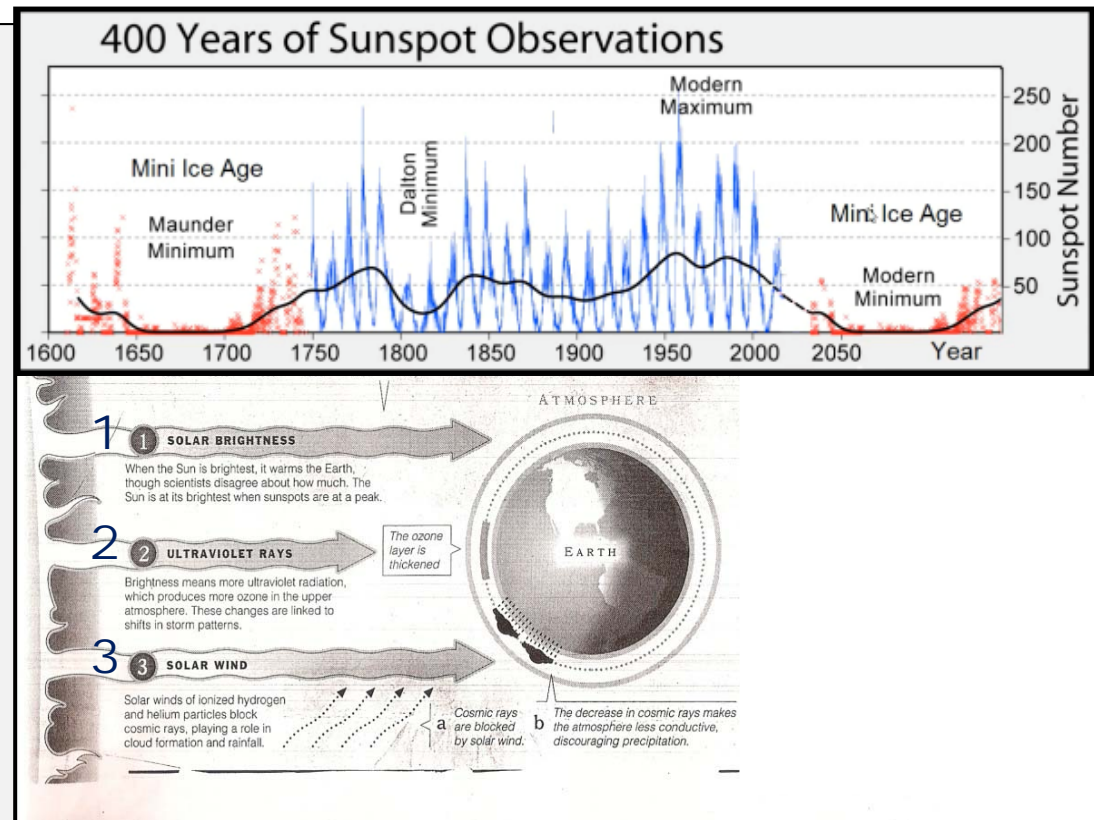 400 Years of Sunspot Observations
Modern
Maximum
250
200
150
100
50
Sunspot Number
Mini Ice Age
Maunder
Minimum
Dalton
Minimum
Mini Ice Age
Modern
Minimum
1600 1650 1700 1750 1800 1850 1900 1950 2000 2050 Year
ATMOSPHERE
1 1 SOLAR BRIGHTNESS
When the Sun is brightest, it warms the Earth,
though scientists disagree about how much. The
Sun is at its brightest when sunspots are at a peak.
2 2 ULTRAVIOLET RAYS
The ozone
layer is
thickened
EARTH
Brightness means more ultraviolet radiation,
which produces more ozone in the upper
atmosphere. These changes are linked to
shifts in storm patterns.
3 3 SOLAR WIND
Solar winds of ionized hydrogen
and helium particles block
cosmic rays, playing a role in
cloud formation and rainfall.
a Cosmic rays
are blocked
by solar wind.
b The decrease in cosmic rays makes
the atmosphere less conductive,
discouraging precipitation.